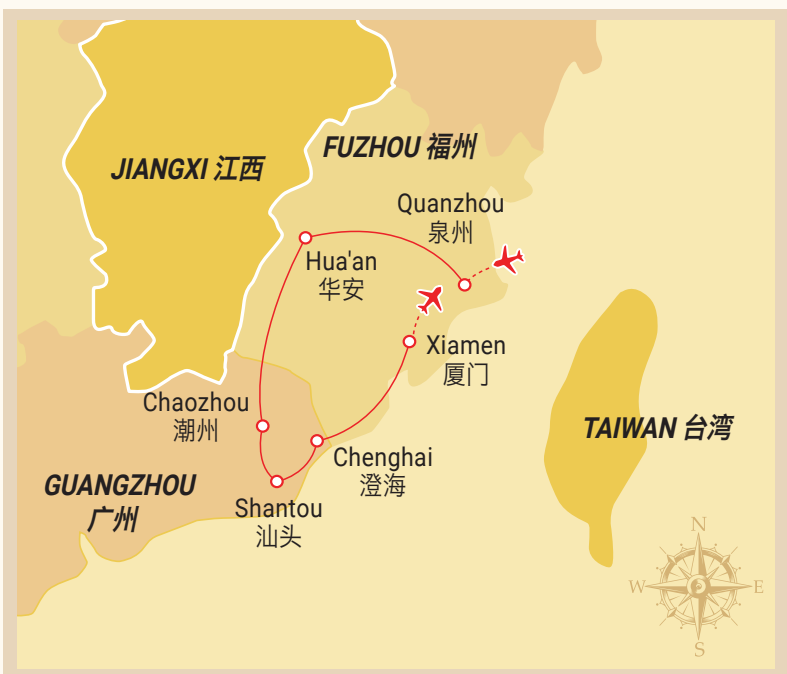 FUZHOU 福州
JIANGXI 江西
Quanzhou
泉州
Hua'an
华安
Xiamen
厦门
Chaozhou
潮州
TAIWAN 台湾
Chenghai
澄海
GUANGZHOU
广州
Shantou
汕头
N
W
E
S